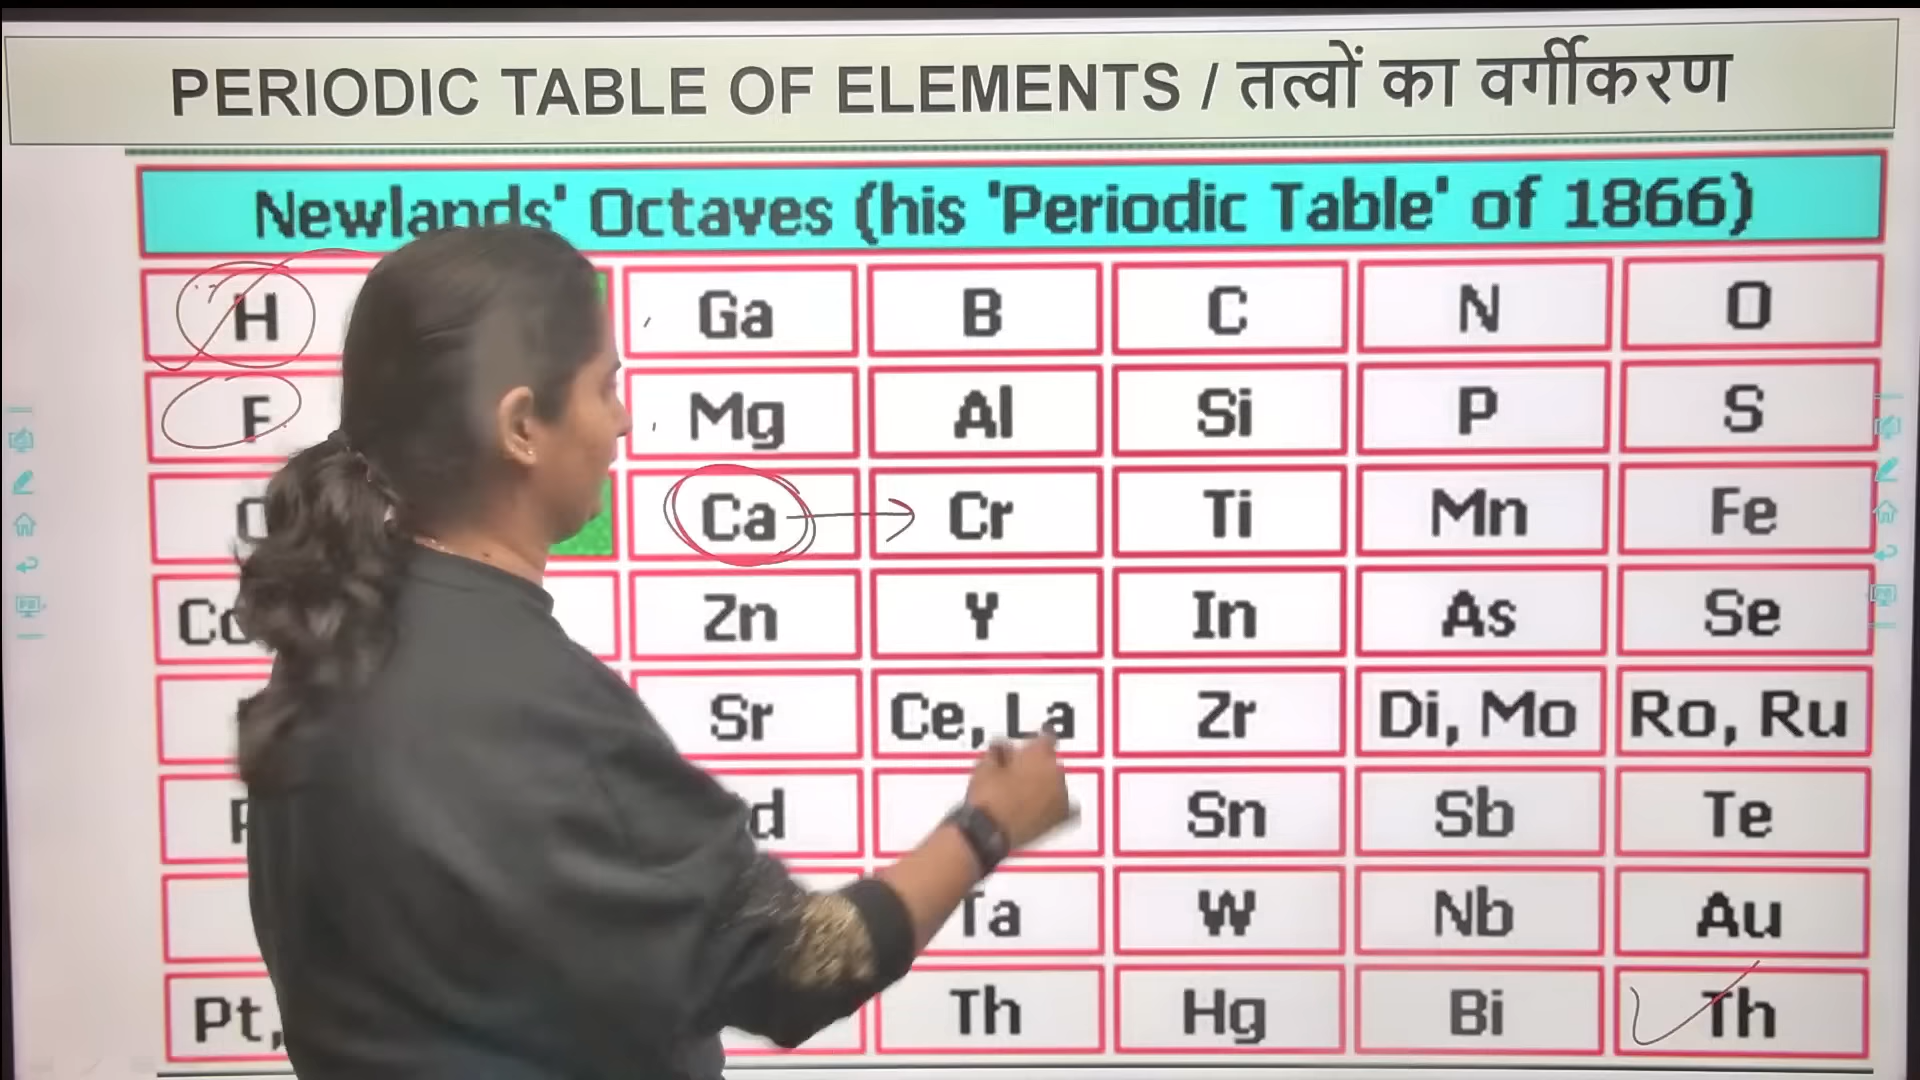 PERIODIC TABLE OF ELEMENTS / तत्वों का वर्गीकरण
Newlands' Octaves (his 'Periodic Table' of 1866)
H Ga B C N O
F Mg Al Si P S
Ca Cr Ti Mn Fe
Zn Y In As Se
Sr Ce, La Zr Di, Mo Ro, Ru
Sn Sb Te
Ta W Nb Au
Pt, Th Hg Bi Th